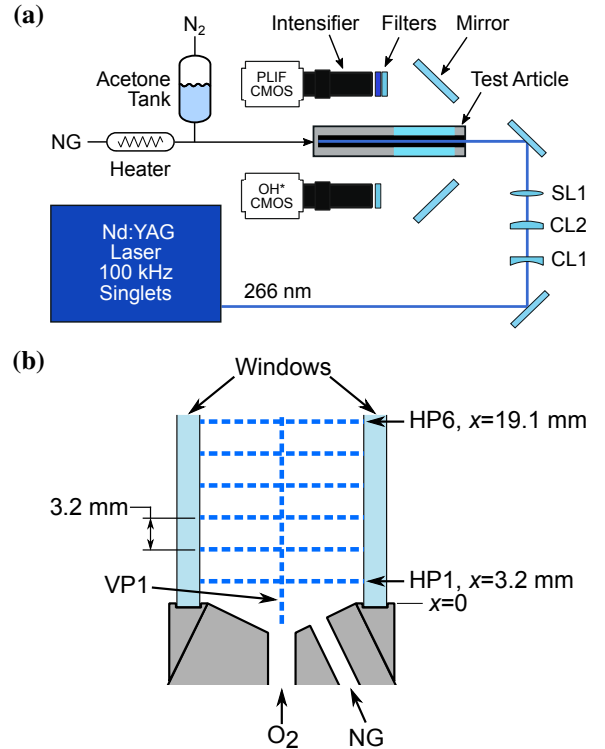 (a)
N2
Acetone
Tank
NG
Heater
Intensifier
Filters
Mirror
PLIF
CMOS
Test Article
OH*
CMOS
SL1
CL2
CL1
Nd:YAG
Laser
100 kHz
Singlets
266 nm
(b)
Windows
HP6, x=19.1 mm
3.2 mm
VP1
HP1, x=3.2 mm
x=0
O2
NG